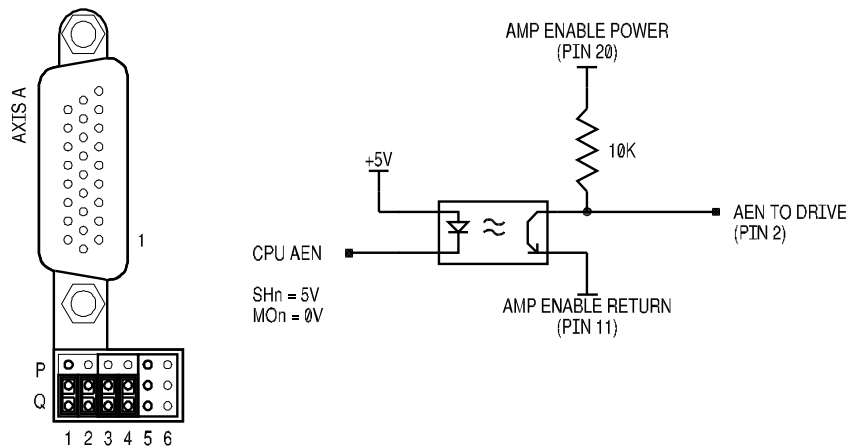 AXIS A
1
P
Q
1 2 3 4 5 6
AMP ENABLE POWER
(PIN 20)
10K
+5V
AEN TO DRIVE
(PIN 2)
CPU AEN
SHn = 5V
MOn = 0V
AMP ENABLE RETURN
(PIN 11)